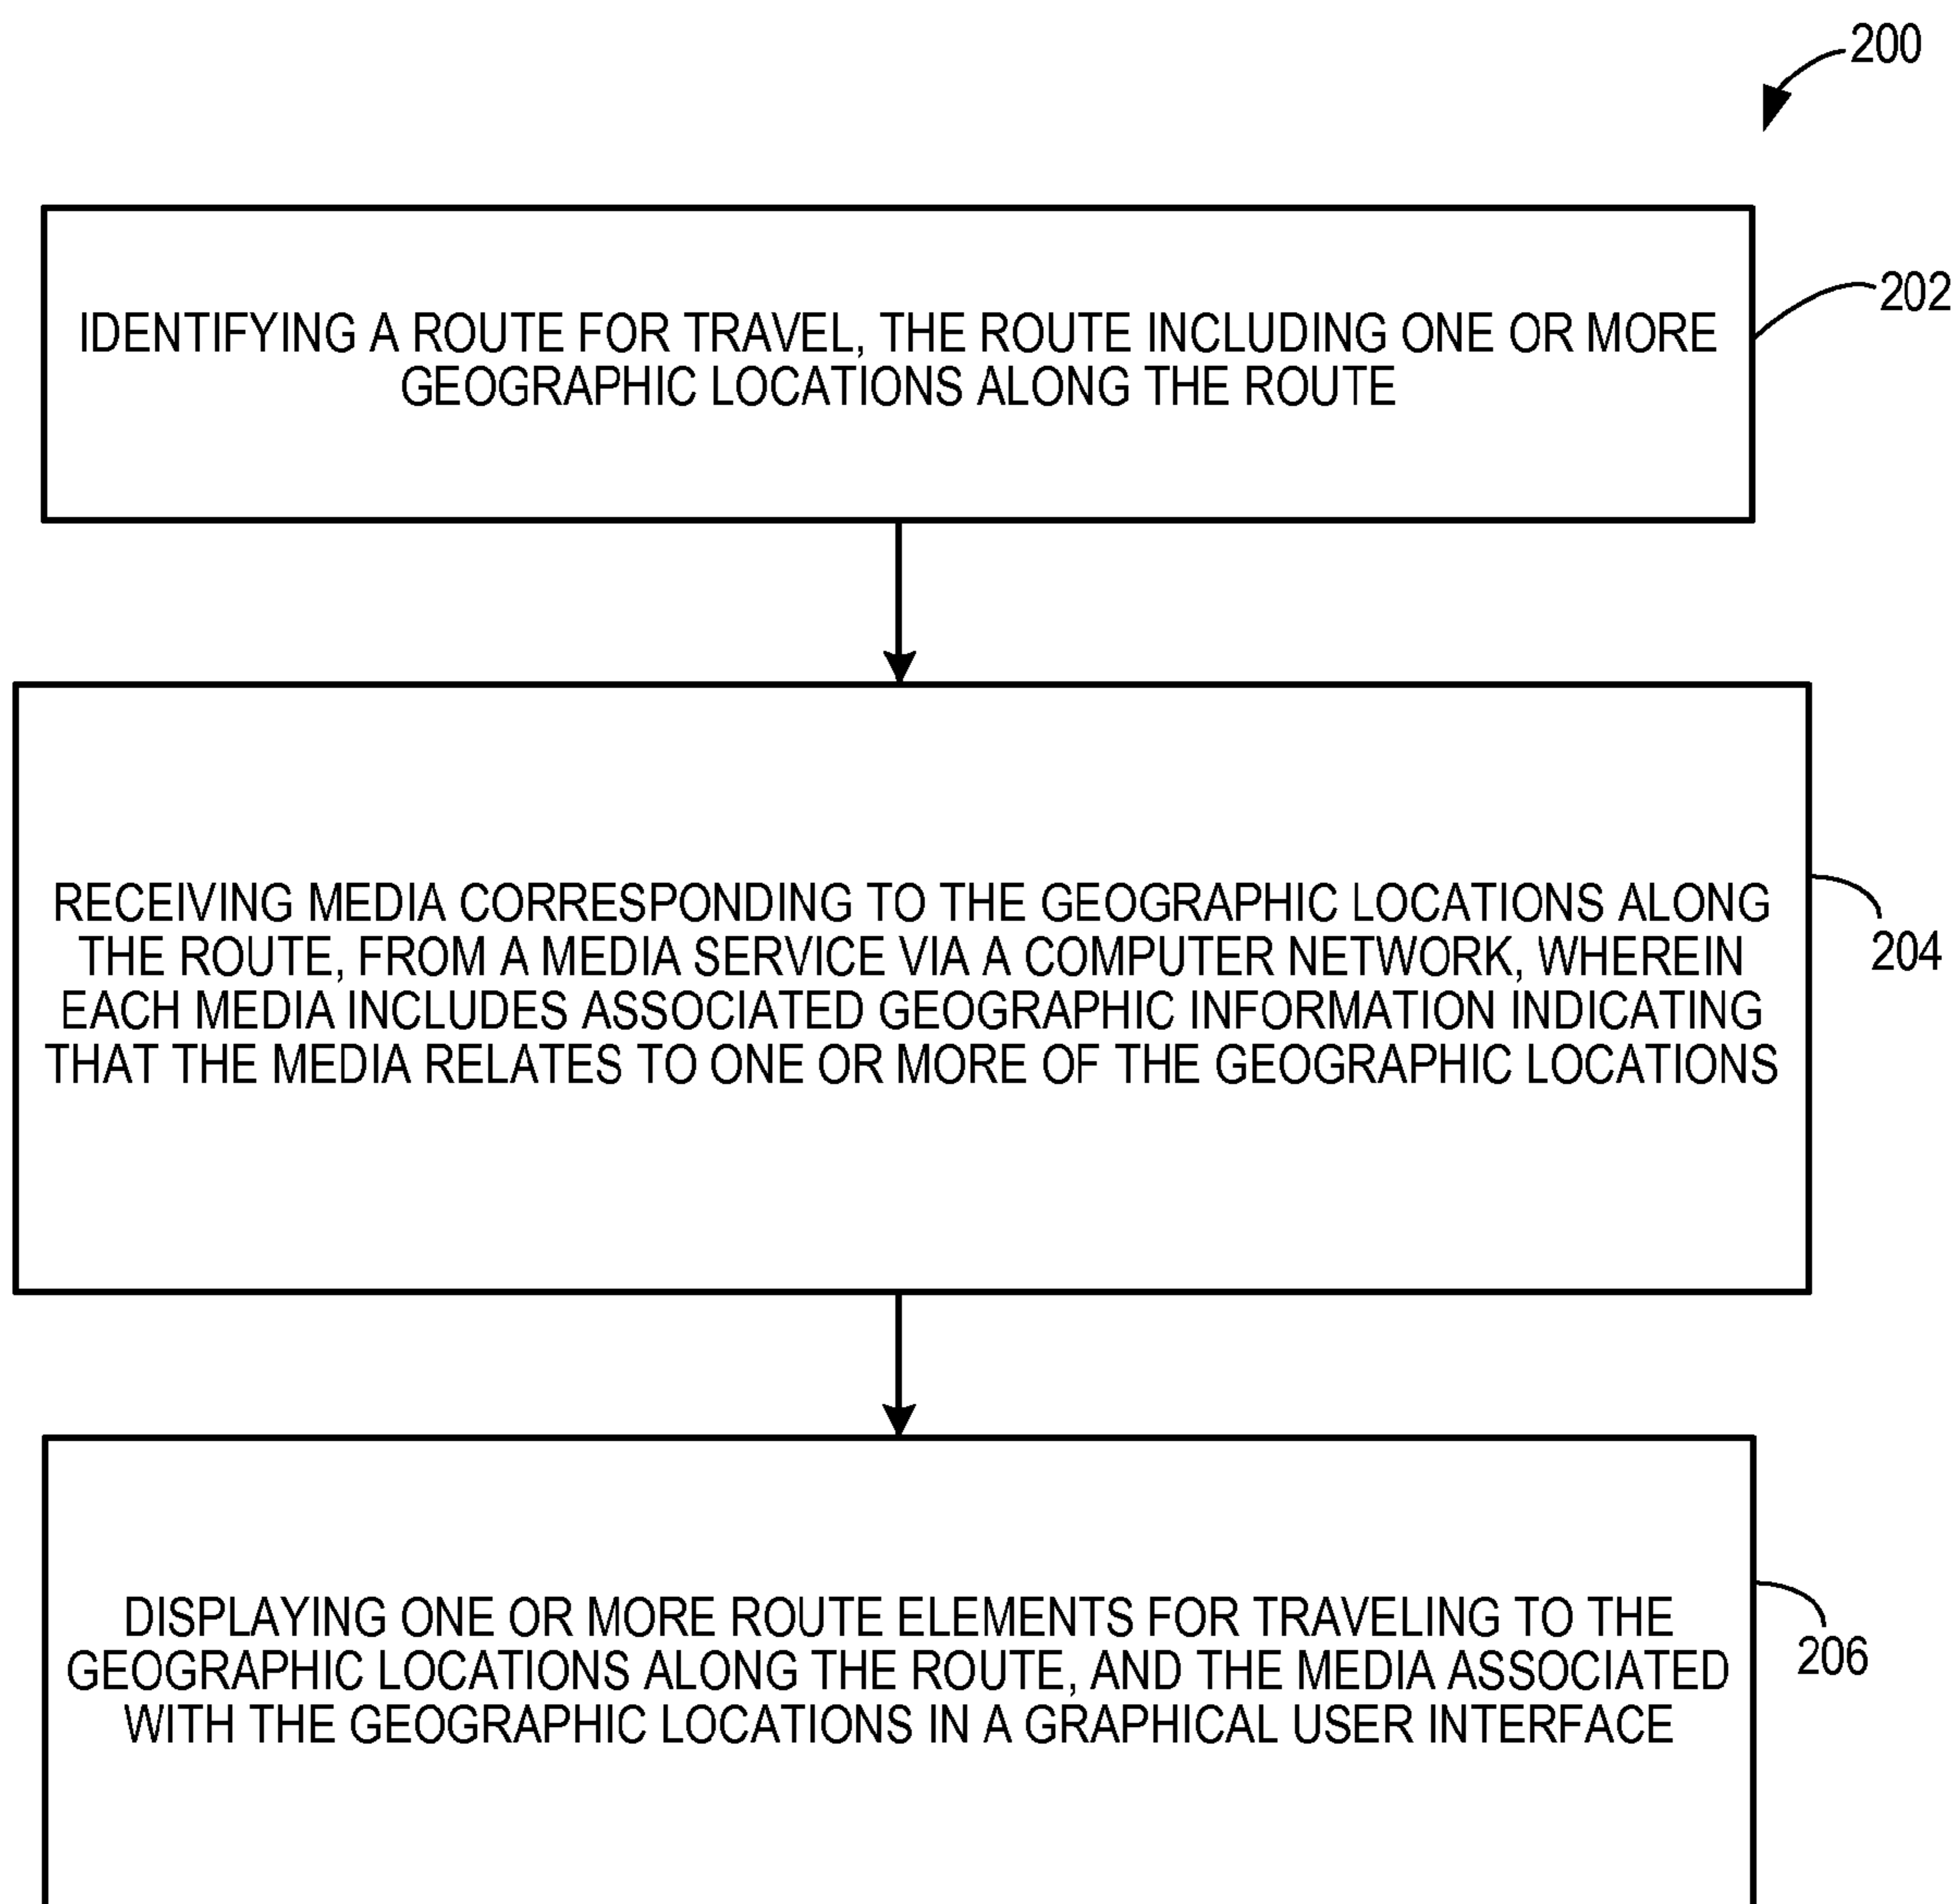 200
202
IDENTIFYING A ROUTE FOR TRAVEL, THE ROUTE INCLUDING ONE OR MORE
GEOGRAPHIC LOCATIONS ALONG THE ROUTE
RECEIVING MEDIA CORRESPONDING TO THE GEOGRAPHIC LOCATIONS ALONG
THE ROUTE, FROM A MEDIA SERVICE VIA A COMPUTER NETWORK, WHEREIN
EACH MEDIA INCLUDES ASSOCIATED GEOGRAPHIC INFORMATION INDICATING
THAT THE MEDIA RELATES TO ONE OR MORE OF THE GEOGRAPHIC LOCATIONS
204
DISPLAYING ONE OR MORE ROUTE ELEMENTS FOR TRAVELING TO THE
GEOGRAPHIC LOCATIONS ALONG THE ROUTE, AND THE MEDIA ASSOCIATED
WITH THE GEOGRAPHIC LOCATIONS IN A GRAPHICAL USER INTERFACE
206